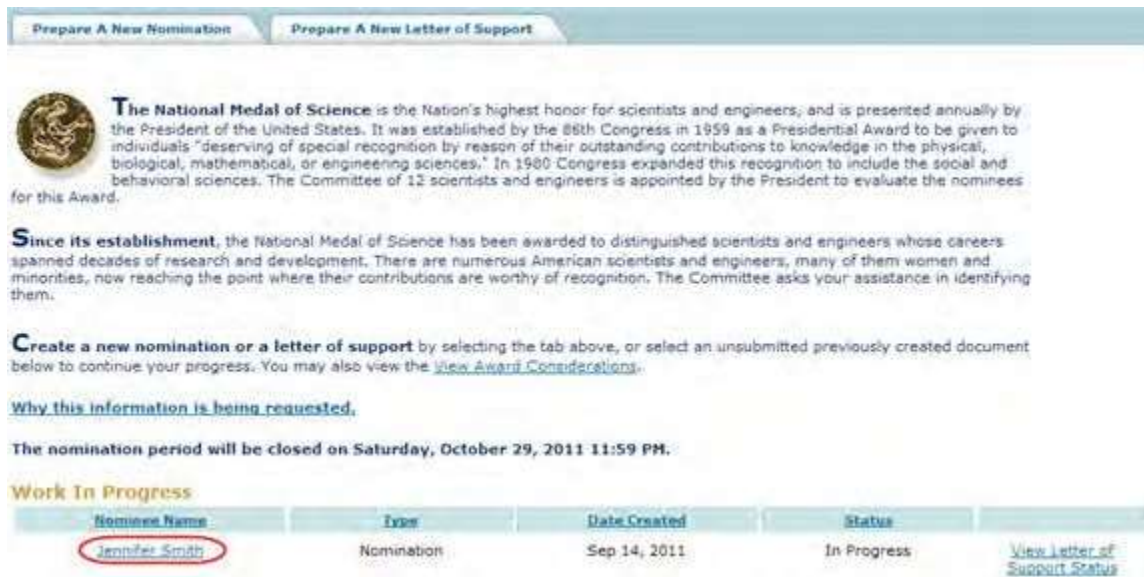 Prepare A New Nomination Prepare A New Letter of Support
The National Medal of Science is the Nation's highest honor for scientists and engineers, and is presented annually by
the President of the United States. It was established by the 86th Congress in 1959 as a Presidential Award to be given to
individuals "deserving of special recognition by reason of their outstanding contributions to knowledge in the physical,
biological, mathematical, or engineering sciences." In 1980 Congress expanded this recognition to include the social and
behavioral sciences. The Committee of 12 scientists and engineers is appointed by the President to evaluate the nominees
for this Award.
Since its establishment, the National Medal of Science has been awarded to distinguished scientists and engineers whose careers
spanned decades of research and development. There are numerous American scientists and engineers, many of them women and
minorities, now reaching the point where their contributions are worthy of recognition. The Committee asks your assistance in identifying
them.
Create a new nomination or a letter of support by selecting the tab above, or select an unsubmitted previously created document
below to continue your progress. You may also view the View Award Considerations.
Why this information is being requested.
The nomination period will be closed on Saturday, October 29, 2011 11:59 PM.
Work In Progress
Nominee Name Type Date Created Status
Jennifer Smith Nomination Sep 14, 2011 In Progress View Letter of
Support Status